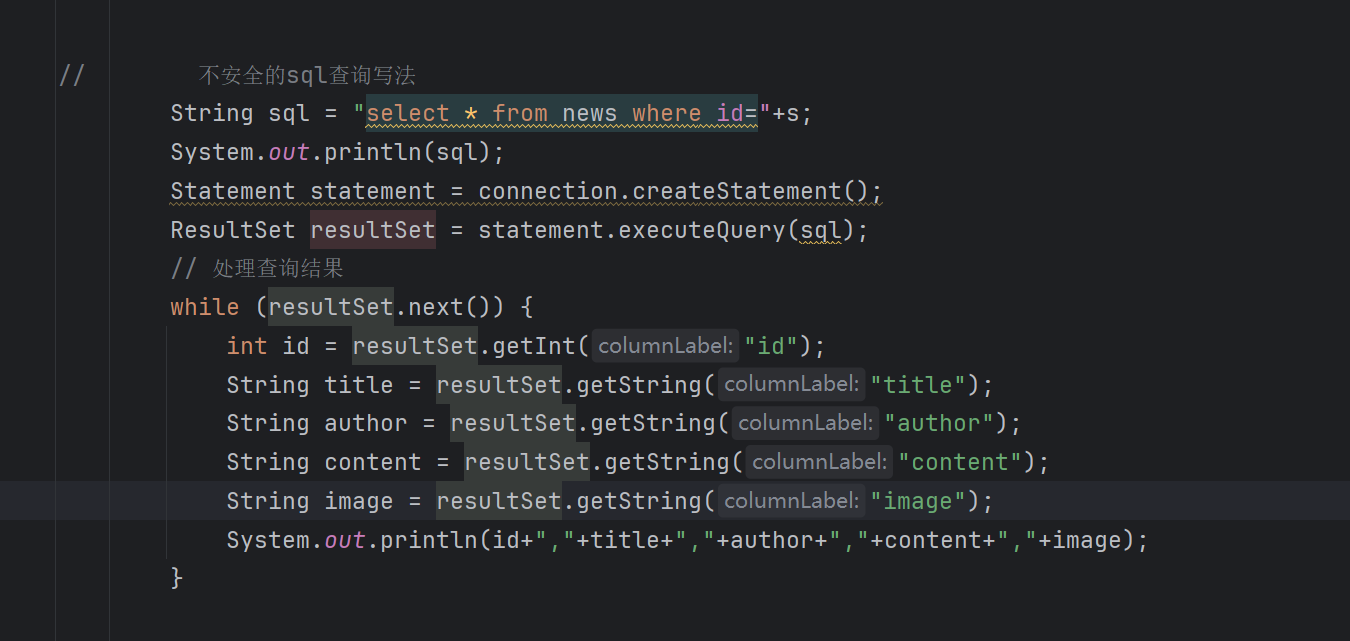 //        不安全的sql查询写法
String sql = "select * from news where id="+s;
System.out.println(sql);
Statement statement = connection.createStatement();
ResultSet resultSet = statement.executeQuery(sql);
// 处理查询结果
while (resultSet.next()) {
    int id = resultSet.getInt( columnLabel: "id");
    String title = resultSet.getString( columnLabel: "title");
    String author = resultSet.getString( columnLabel: "author");
    String content = resultSet.getString( columnLabel: "content");
    String image = resultSet.getString( columnLabel: "image");
    System.out.println(id+","+title+","+author+","+content+","+image);
}